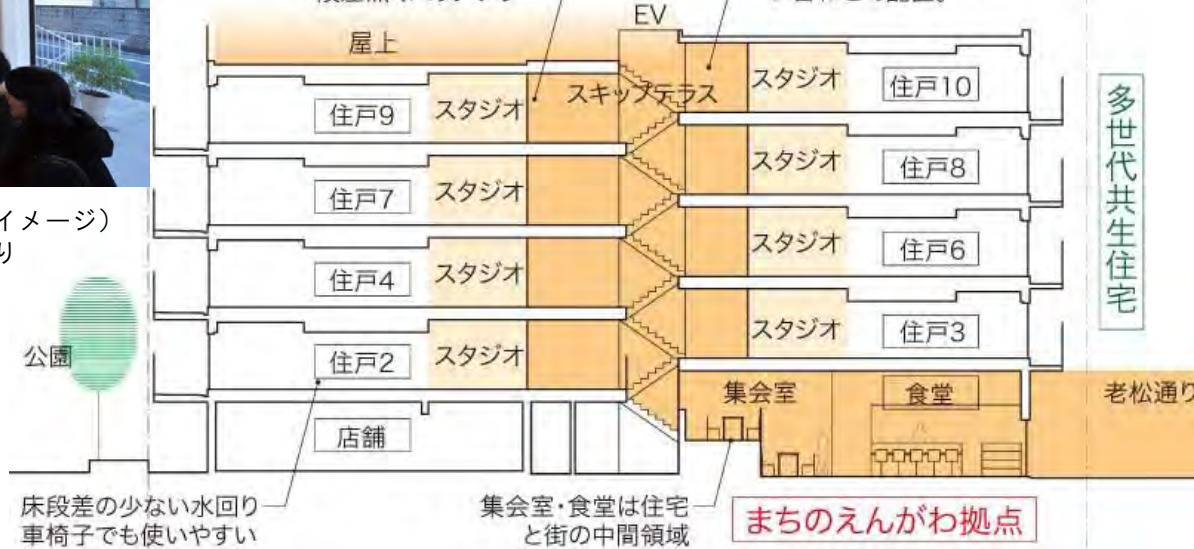 EV
屋上
スキップテラス
スタジオ
住戸10
住戸9
スタジオ
スタジオ
住戸8
住戸7
スタジオ
スタジオ
住戸6
住戸4
スタジオ
スタジオ
住戸3
住戸2
スタジオ
イメージ）
り
公園
集会室
食堂
老松通り
店舗
床段差の少ない水回り
車椅子でも使いやすい
集会室・食堂は住宅
と街の中間領域
まちのえんがわ拠点
多世代共生住宅